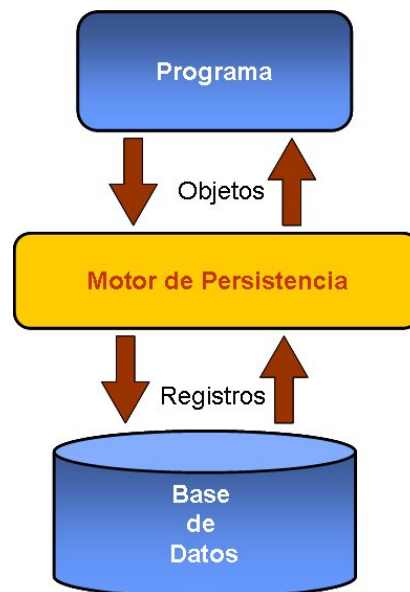 Programa
Objetos
Motor de Persistencia
Registros
Base
de
Datos